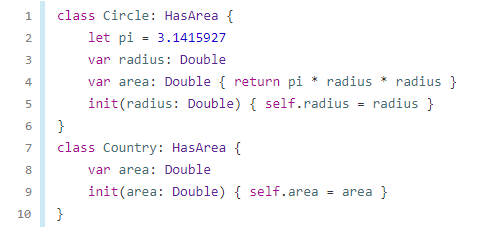 1 class Circle: HasArea {
2     let pi = 3.1415927
3     var radius: Double
4     var area: Double { return pi * radius * radius }
5     init(radius: Double) { self.radius = radius }
6 }
7 class Country: HasArea {
8     var area: Double
9     init(area: Double) { self.area = area }
10 }